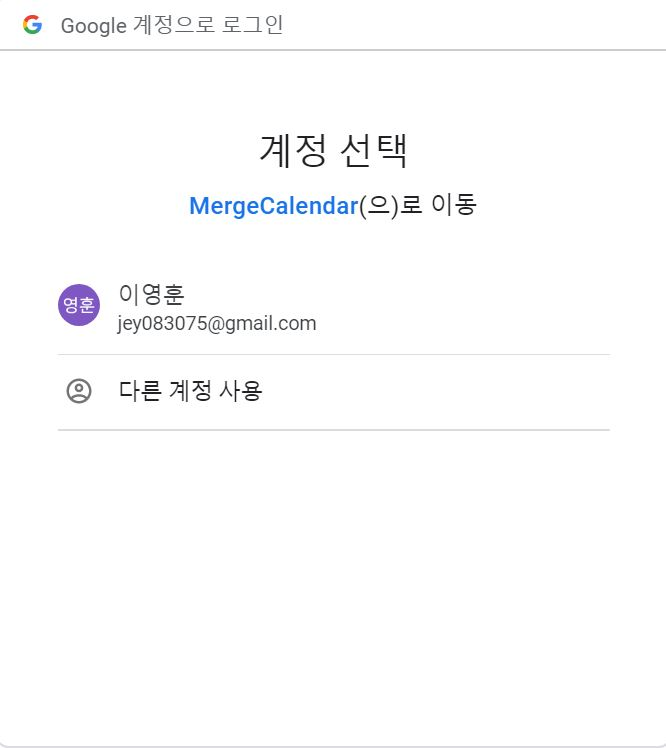 Google 계정으로 로그인
계정 선택
MergeCalendar(으)로 이동
영훈
이영훈
jey083075@gmail.com
다른 계정 사용